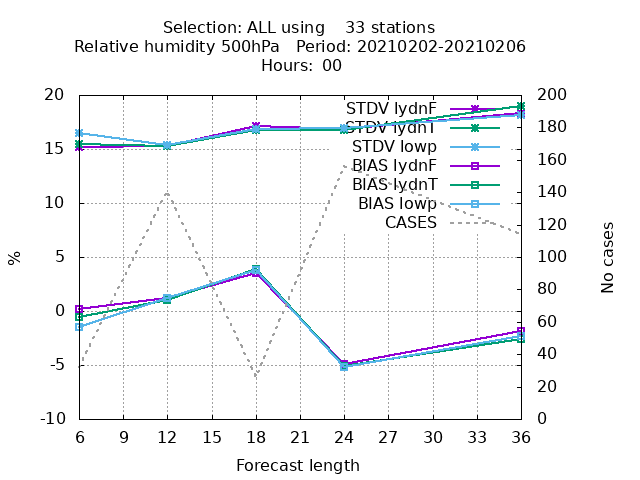 Selection: ALL using 33 stations
Relative humidity 500hPa Period: 20210202-20210206
Hours: 00
STDV lydnF
STDV lydnT
STDV lowp
BIAS lydnF
BIAS lydnT
BIAS lowp
CASES
20
15
10
5
0
-5
-10
%
200
180
160
140
120
100
80
60
40
20
0
No cases
6 9 12 15 18 21 24 27 30 33 36
Forecast length